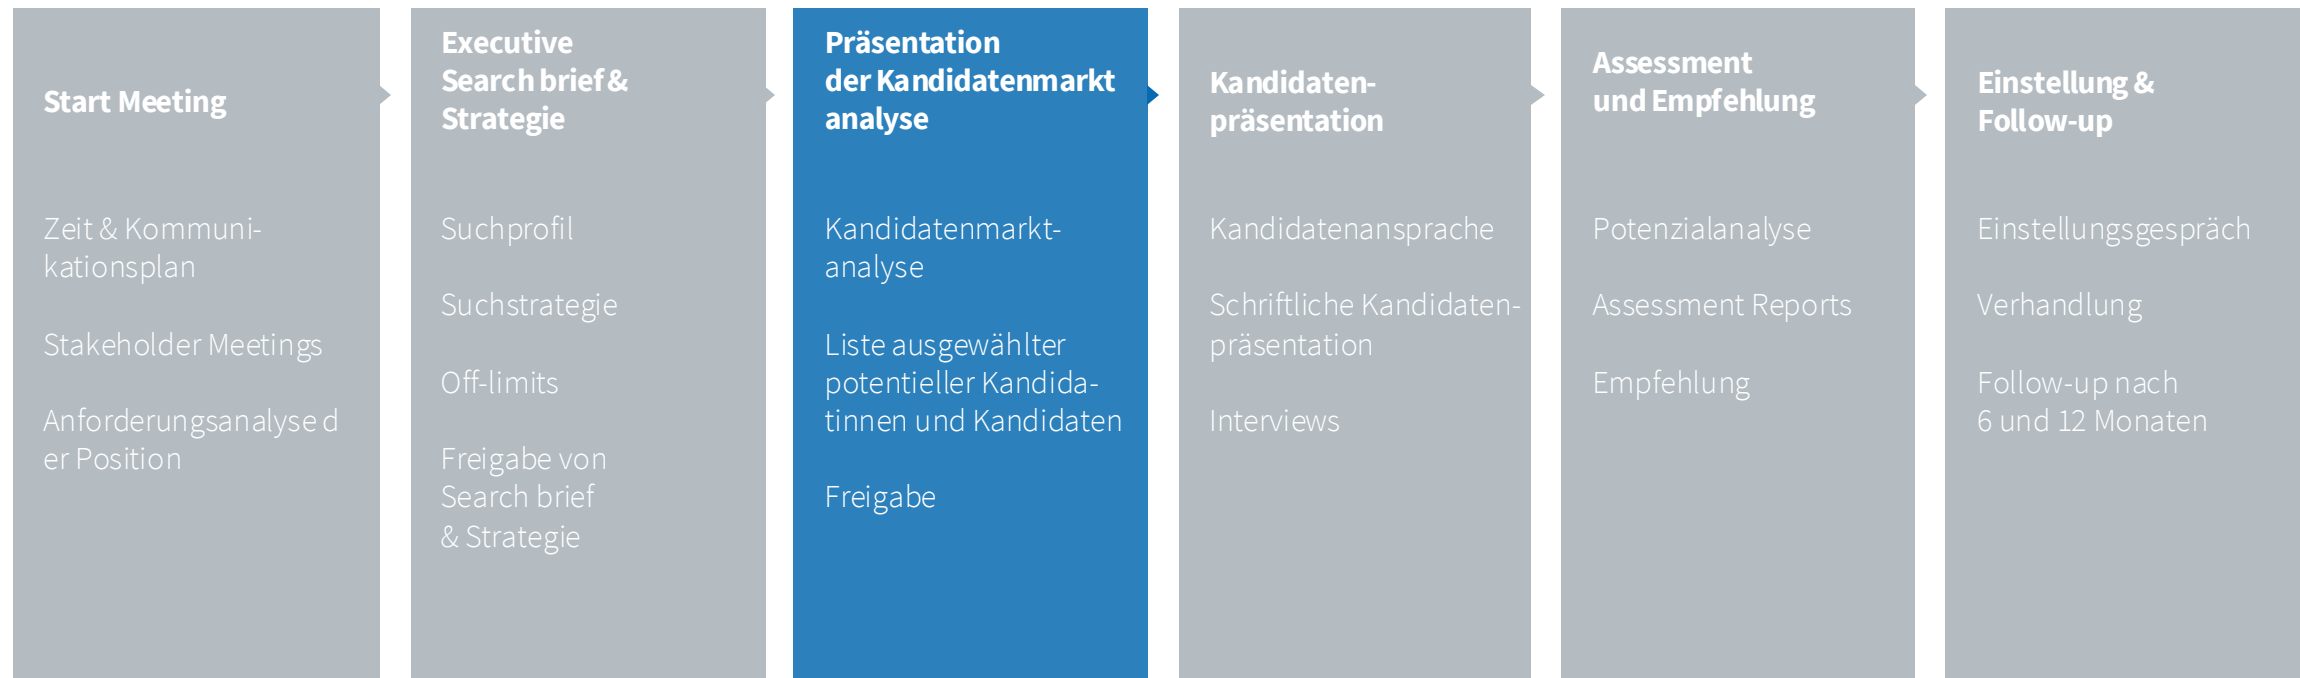 Start Meeting
Zeit & Kommuni-
kationsplan
Stakeholder Meetings
Anforderungsanalyse d
er Position
Executive
Search brief &
Strategie
Suchprofil
Suchstrategie
Off-limits
Freigabe von
Search brief
& Strategie
Präsentation
der Kandidatenmarkt
analyse
Kandidatenmarkt-
analyse
Liste ausgewählter
potentieller Kandida-
tinnen und Kandidaten
Freigabe
Kandidaten-
präsentation
Kandidatenansprache
Schriftliche Kandidaten-
präsentation
Interviews
Assessment
und Empfehlung
Potenzialanalyse
Assessment Reports
Empfehlung
Einstellung &
Follow-up
Einstellungsgespräch
Verhandlung
Follow-up nach
6 und 12 Monaten